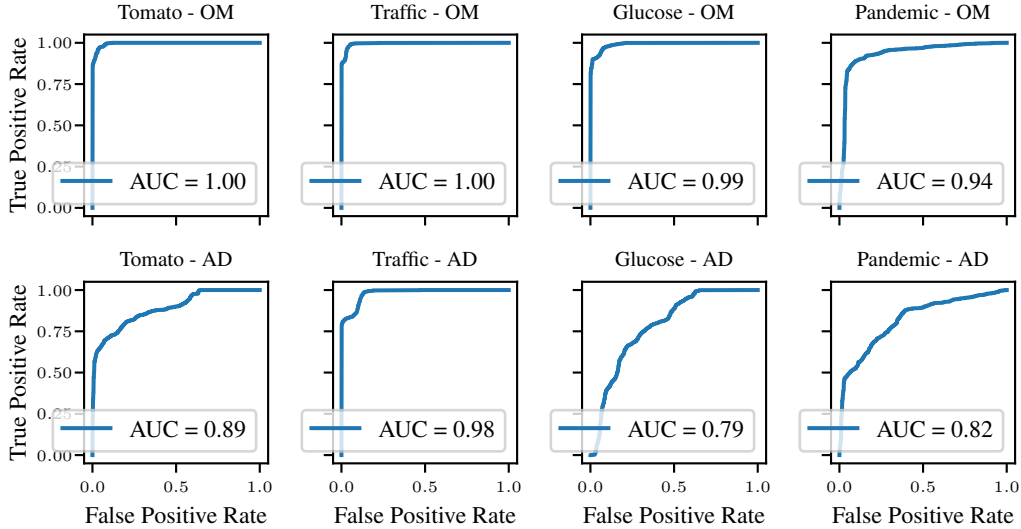 Tomato - OM
Traffic - OM
Glucose - OM
Pandemic - OM
True Positive Rate
1.00
0.75
0.50
0.25
0.00
AUC = 1.00
AUC = 1.00
AUC = 0.99
AUC = 0.94
Tomato - AD
Traffic - AD
Glucose - AD
Pandemic - AD
True Positive Rate
1.00
0.75
0.50
0.25
0.00
AUC = 0.89
AUC = 0.98
AUC = 0.79
AUC = 0.82
0.0 0.5 1.0
0.0 0.5 1.0
0.0 0.5 1.0
0.0 0.5 1.0
False Positive Rate
False Positive Rate
False Positive Rate
False Positive Rate